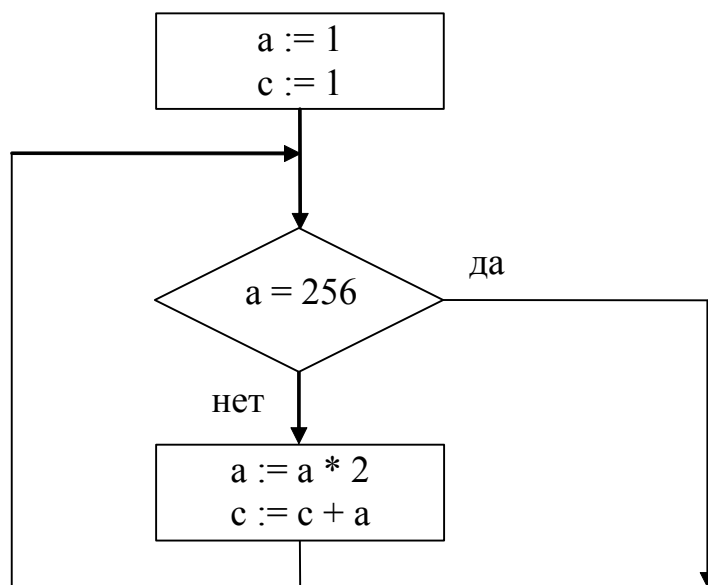 a := 1
c := 1
a = 256
да
нет
a := a * 2
c := c + a